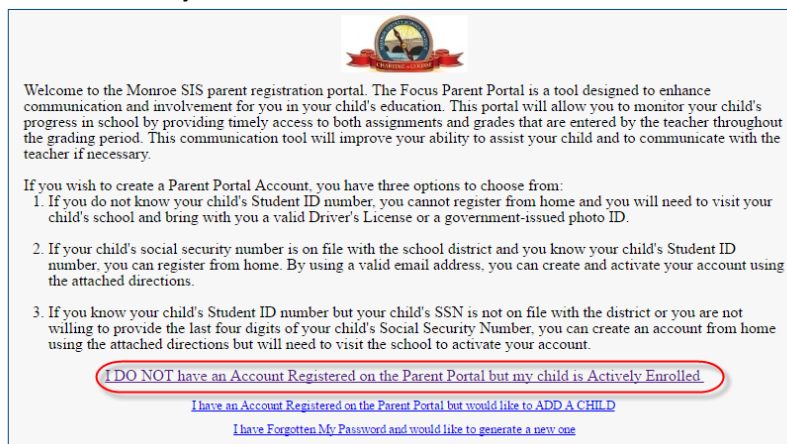 Welcome to the Monroe SIS parent registration portal. The Focus Parent Portal is a tool designed to enhance
communication and involvement for you in your child's education. This portal will allow you to monitor your child's
progress in school by providing timely access to both assignments and grades that are entered by the teacher throughout
the grading period. This communication tool will improve your ability to assist your child and to communicate with the
teacher if necessary.
If you wish to create a Parent Portal Account, you have three options to choose from:
1. If you do not know your child's Student ID number, you cannot register from home and you will need to visit your
child's school and bring with you a valid Driver's License or a government-issued photo ID.
2. If your child's social security number is on file with the school district and you know your child's Student ID
number, you can register from home. By using a valid email address, you can create and activate your account using
the attached directions.
3. If you know your child's Student ID number but your child's SSN is not on file with the district or you are not
willing to provide the last four digits of your child's Social Security Number, you can create an account from home
using the attached directions but will need to visit the school to activate your account.
I DO NOT have an Account Registered on the Parent Portal but my child is Actively Enrolled
I have an Account Registered on the Parent Portal but would like to ADD A CHILD
I have Forgotten My Password and would like to generate a new one